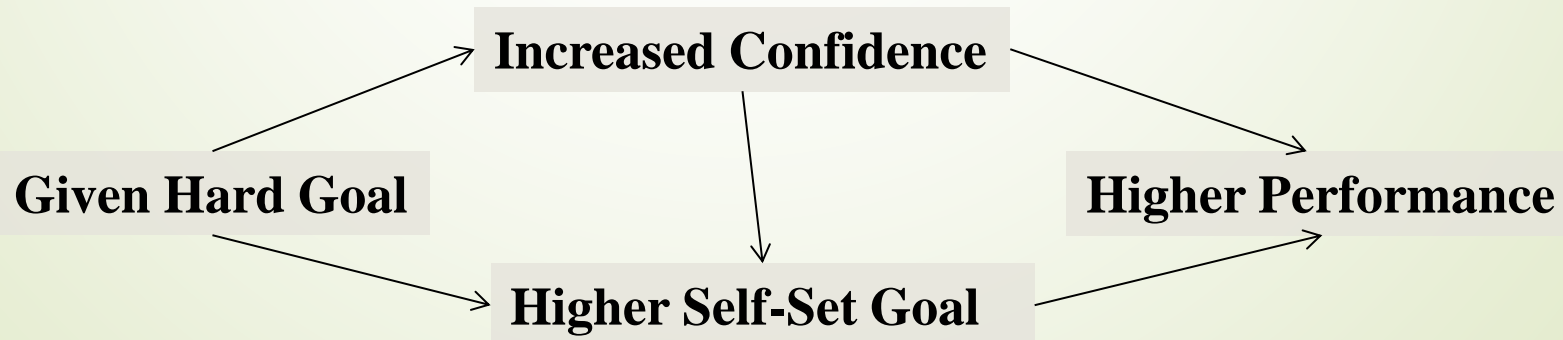 Increased Confidence
Given Hard Goal
Higher Performance
Higher Self-Set Goal